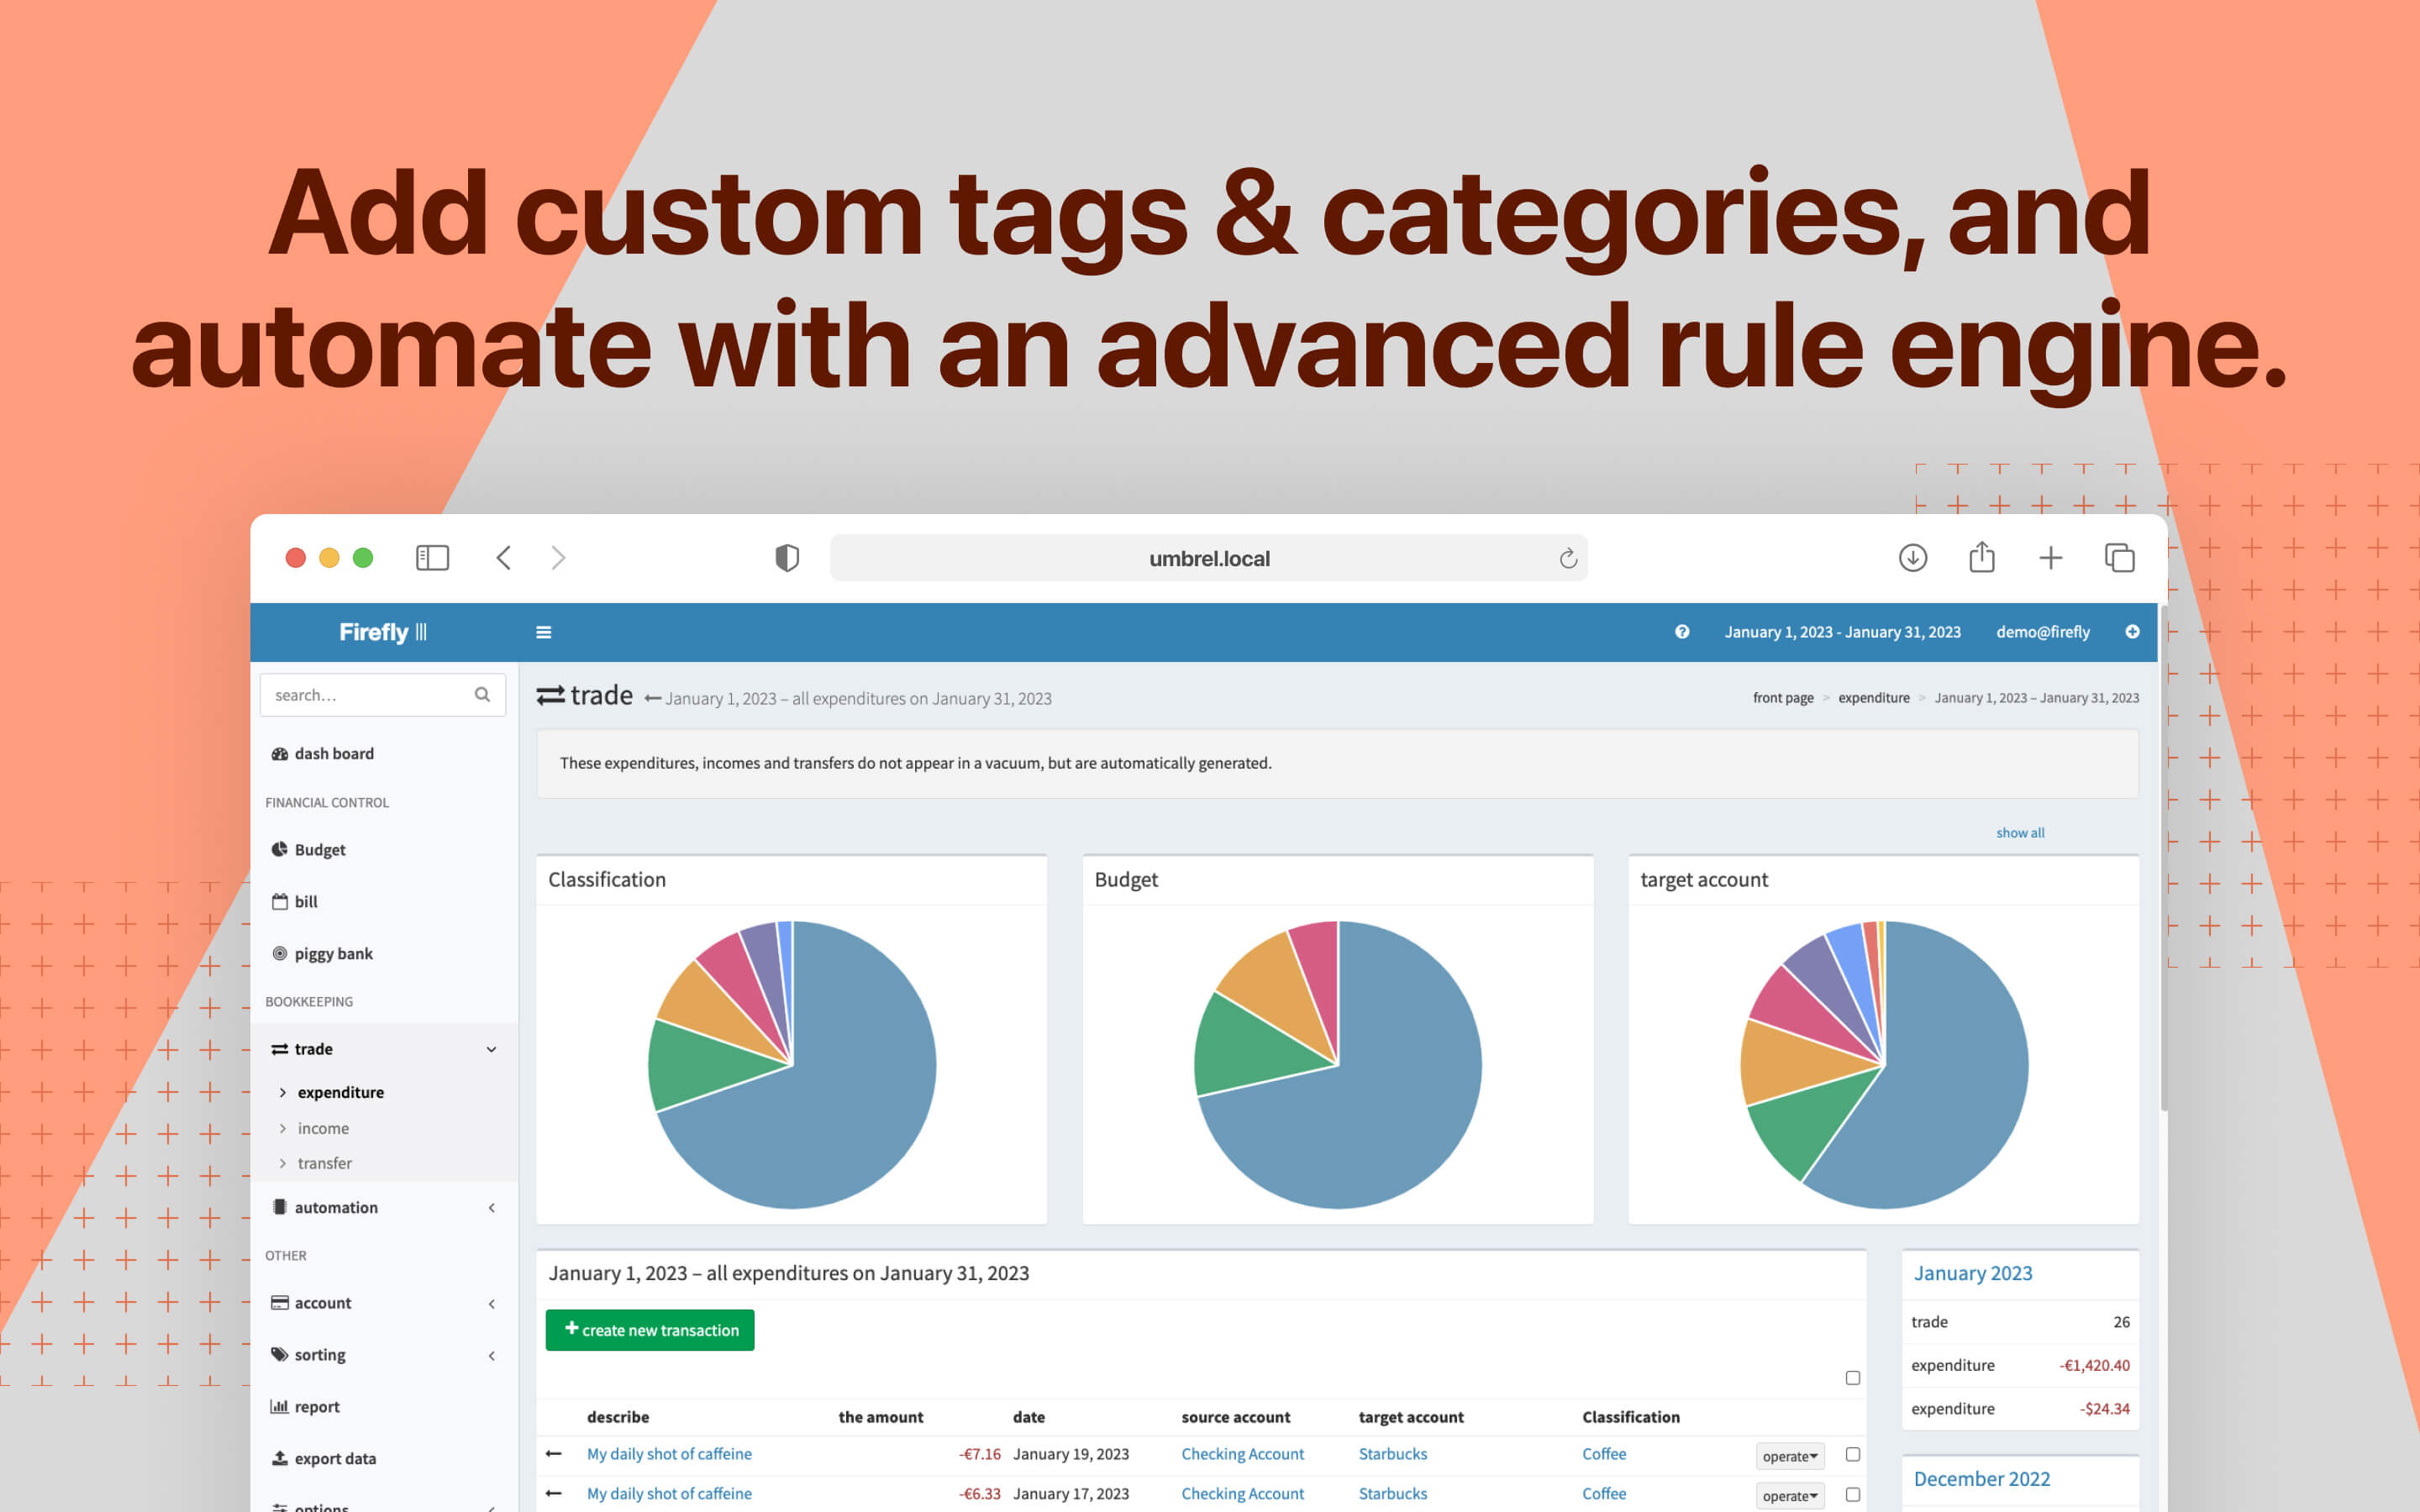 Add custom tags & categories, and
automate with an advanced rule engine.
umbrel.local
Firefly III
January 1, 2023 - January 31, 2023
demo@firefly
search...
trade
January 1, 2023 – all expenditures on January 31, 2023
front page > expenditure > January 1, 2023 – January 31, 2023
dash board
FINANCIAL CONTROL
Budget
bill
piggy bank
BOOKKEEPING
trade
expenditure
income
transfer
automation
OTHER
account
sorting
report
export data
options
These expenditures, incomes and transfers do not appear in a vacuum, but are automatically generated.
show all
Classification
Budget
target account
January 1, 2023 – all expenditures on January 31, 2023
create new transaction
describe the amount date source account target account Classification
My daily shot of caffeine -€7.16 January 19, 2023 Checking Account Starbucks Coffee operate
My daily shot of caffeine -€6.33 January 17, 2023 Checking Account Starbucks Coffee operate
January 2023
trade 26
expenditure -€1,420.40
expenditure -$24.34
December 2022